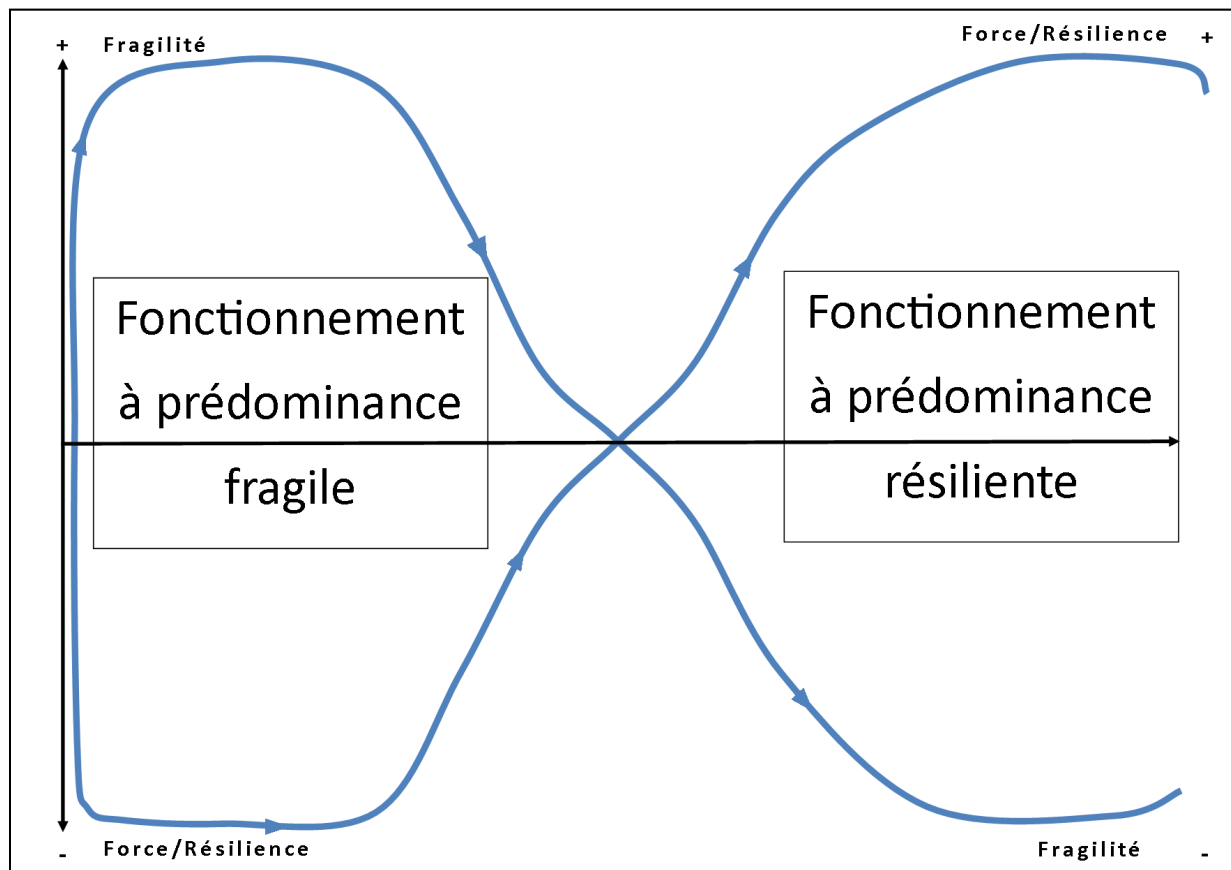 + Fragilité
Force/Résilience +
Fonctionnement
à prédominance
fragile
Fonctionnement
à prédominance
résiliente
- Force/Résilience
Fragilité -